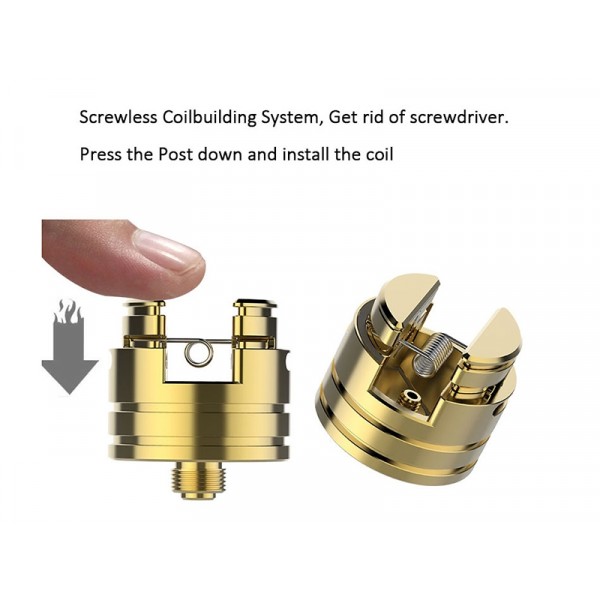 Screwless Coilbuilding System, Get rid of screwdriver.
Press the Post down and install the coil